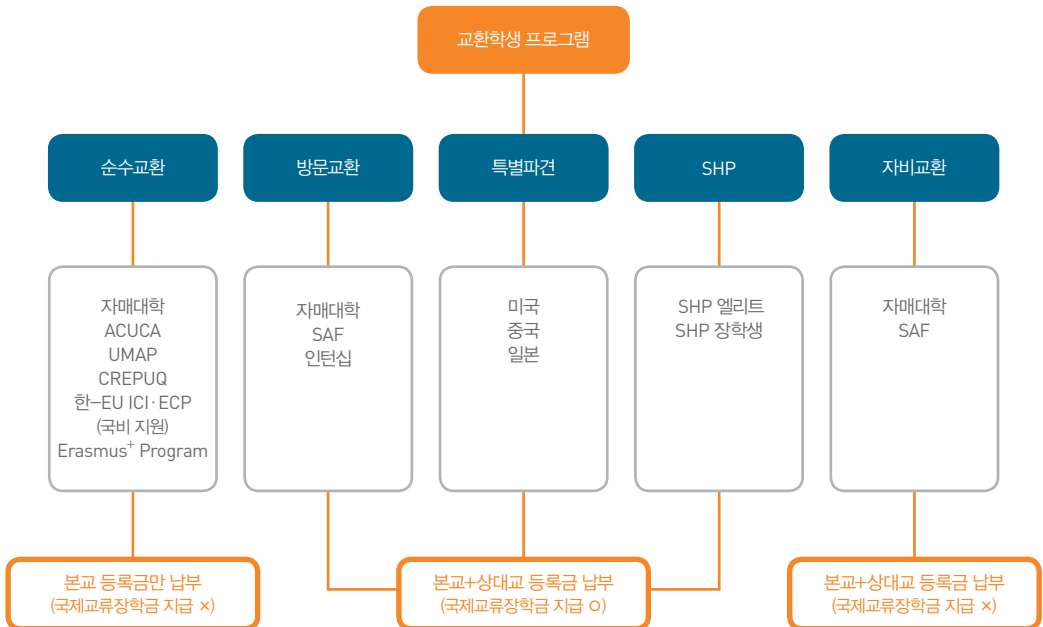 교환학생 프로그램
순수교환
방문교환
특별파견
SHP
자비교환
자매대학
ACUCA
UMAP
CREPUQ
한–EU ICI·ECP
(국비 지원)
Erasmus+ Program
자매대학
SAF
인턴십
미국
중국
일본
SHP 엘리트
SHP 장학생
자매대학
SAF
본교 등록금만 납부
(국제교류장학금 지급 ×)
본교+상대교 등록금 납부
(국제교류장학금 지급 O)
본교+상대교 등록금 납부
(국제교류장학금 지급 ×)